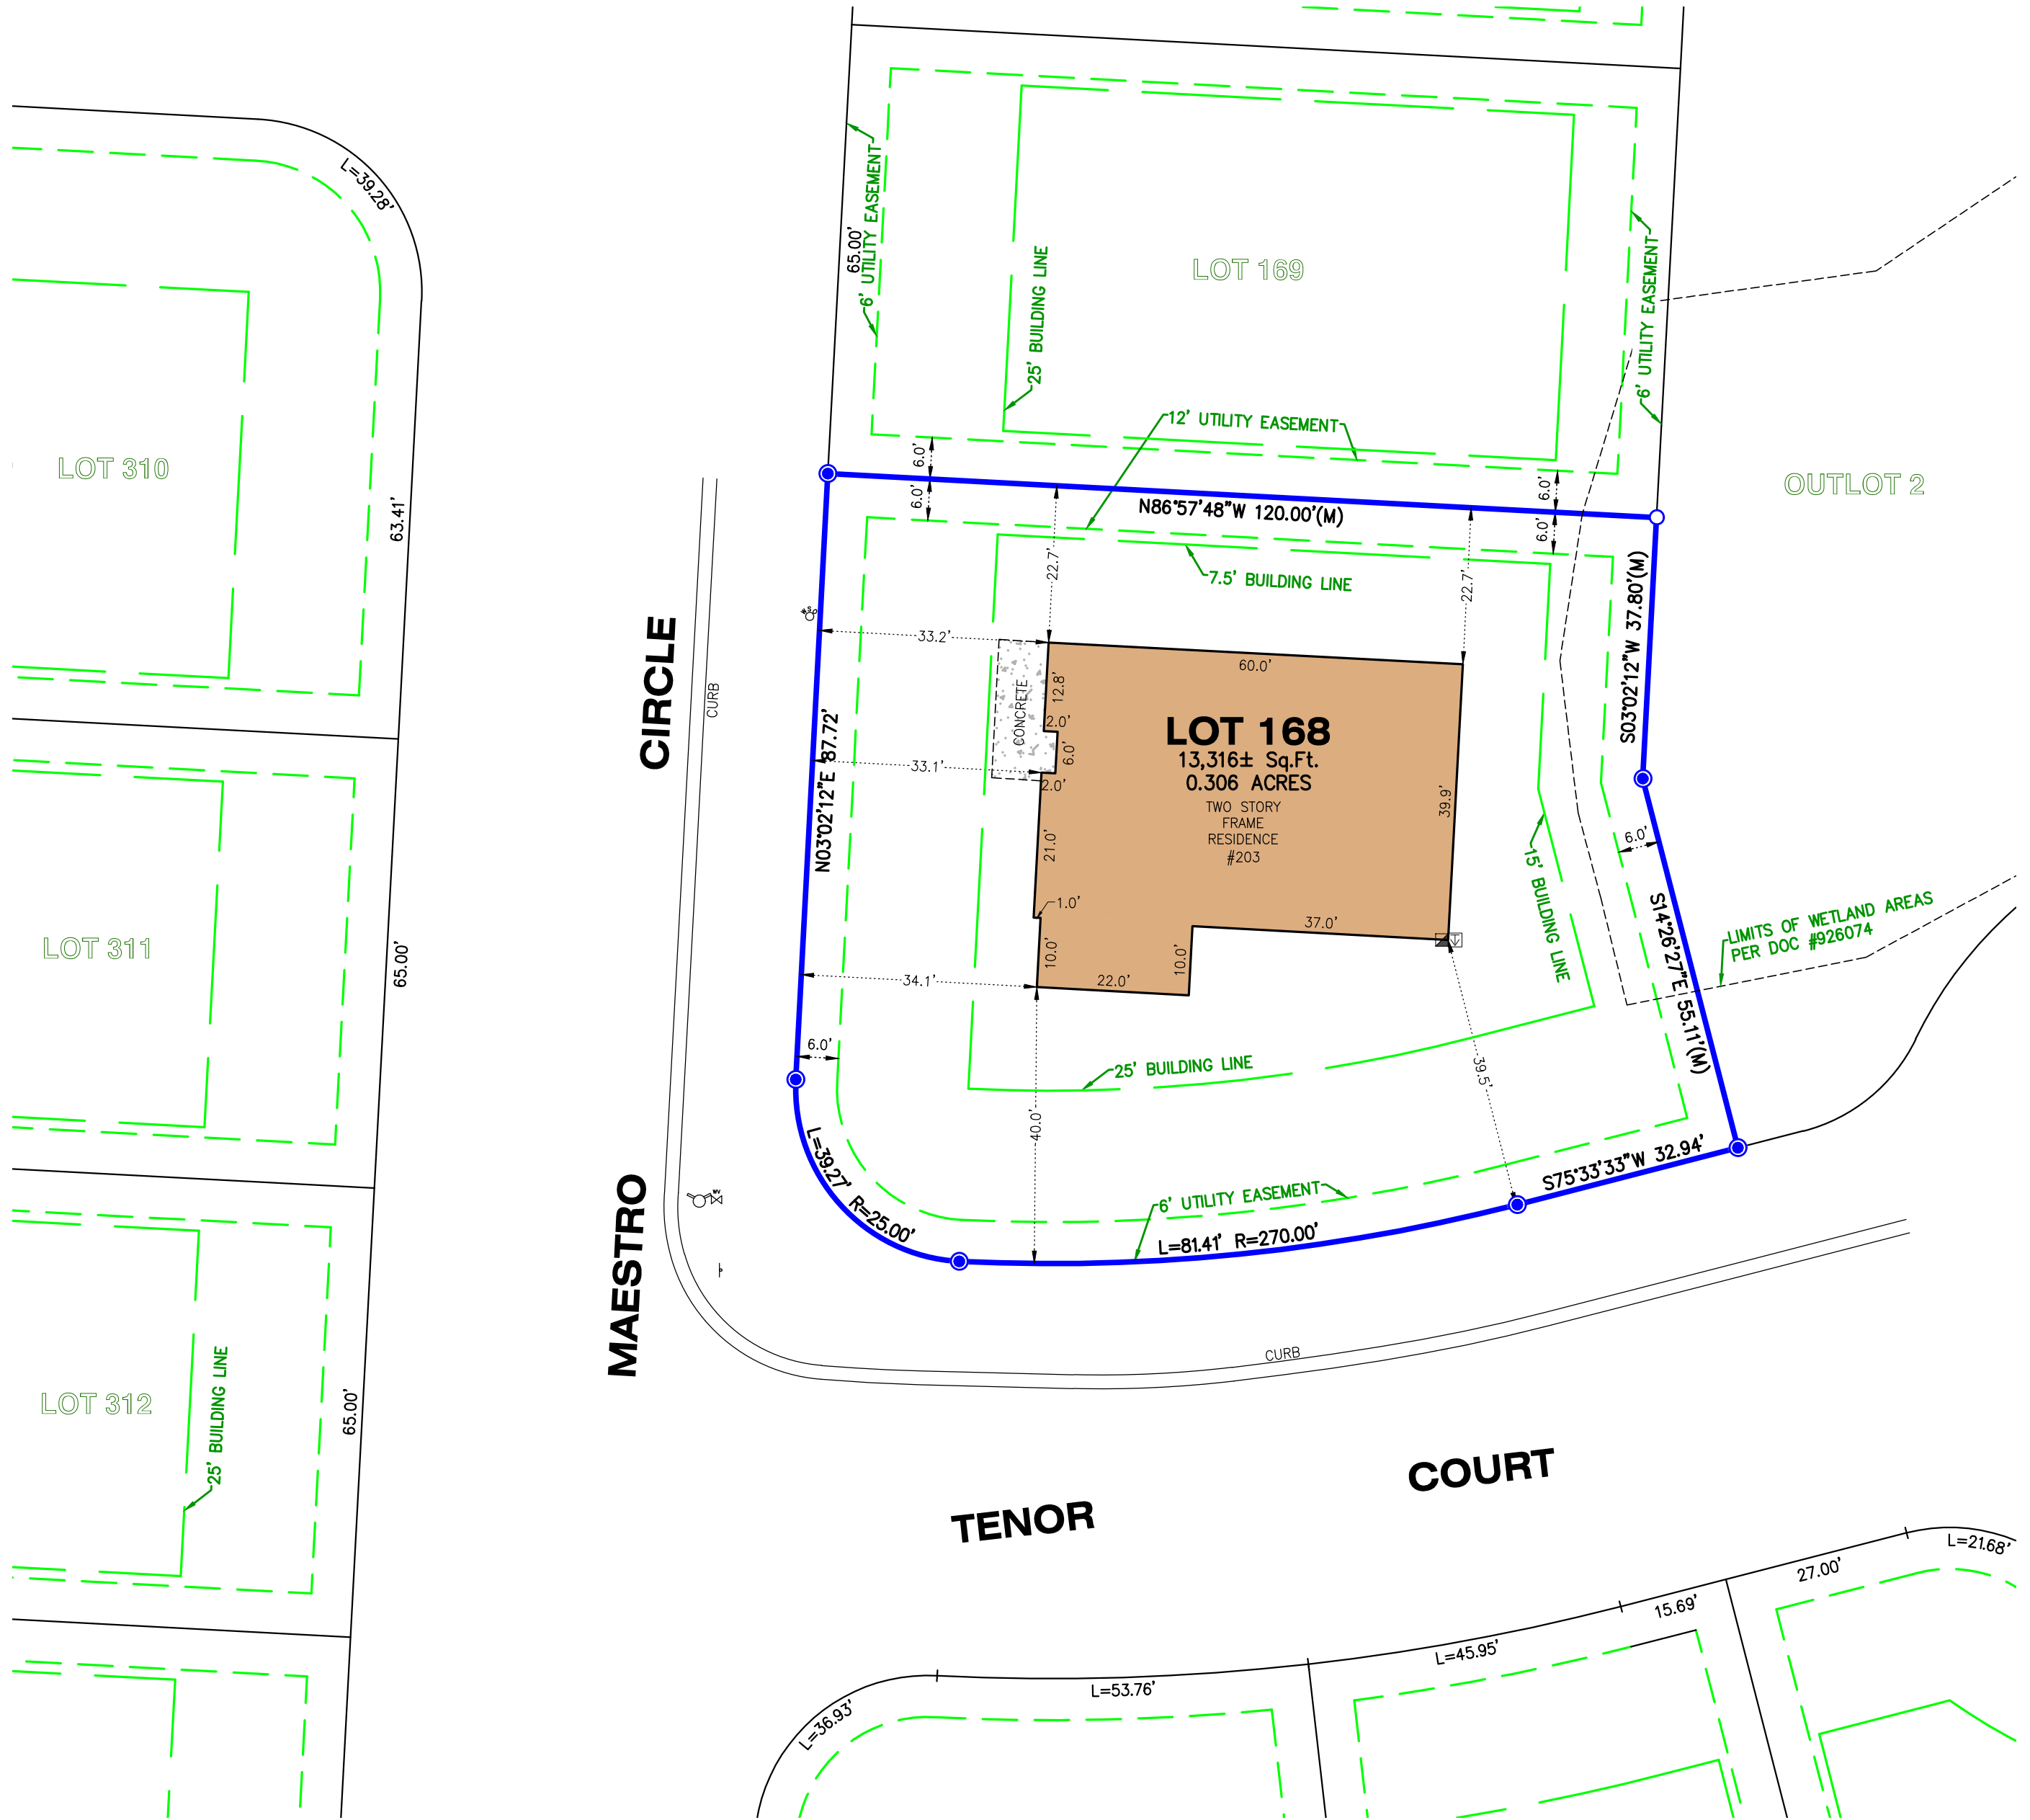 L=39.28'
65.00'
6' UTILITY EASEMENT
25' BUILDING LINE
LOT 169
6' UTILITY EASEMENT
LOT 310
63.41'
12' UTILITY EASEMENT
6.0'
6.0'
6.0'
6.0'
OUTLOT 2
N86°57'48"W 120.00'(M)
22.7'
7.5' BUILDING LINE
22.7'
S03°02'12"W 37.80'(M)
CIRCLE
CURB
33.2'
CONCRETE
12.8'
60.0'
2.0'
6.0'
LOT 168
13,316± Sq.Ft.
0.306 ACRES
TWO STORY
FRAME
RESIDENCE
#203
N03°02'12"E 87.72'
33.1'
2.0'
21.0'
39.9'
6.0'
15' BUILDING LINE
1.0'
37.0'
10.0'
10.0'
22.0'
34.1'
LIMITS OF WETLAND AREAS
PER DOC #926074
S14°26'27"E 55.11'(M)
LOT 311
65.00'
6.0'
25' BUILDING LINE
39.5'
40.0'
L=39.27' R=25.00'
S75°33'33"W 32.94'
6' UTILITY EASEMENT
L=81.41' R=270.00'
WV
MAESTRO
CURB
LOT 312
25' BUILDING LINE
65.00'
TENOR
COURT
L=21.68'
27.00'
15.69'
L=45.95'
L=53.76'
L=36.93'